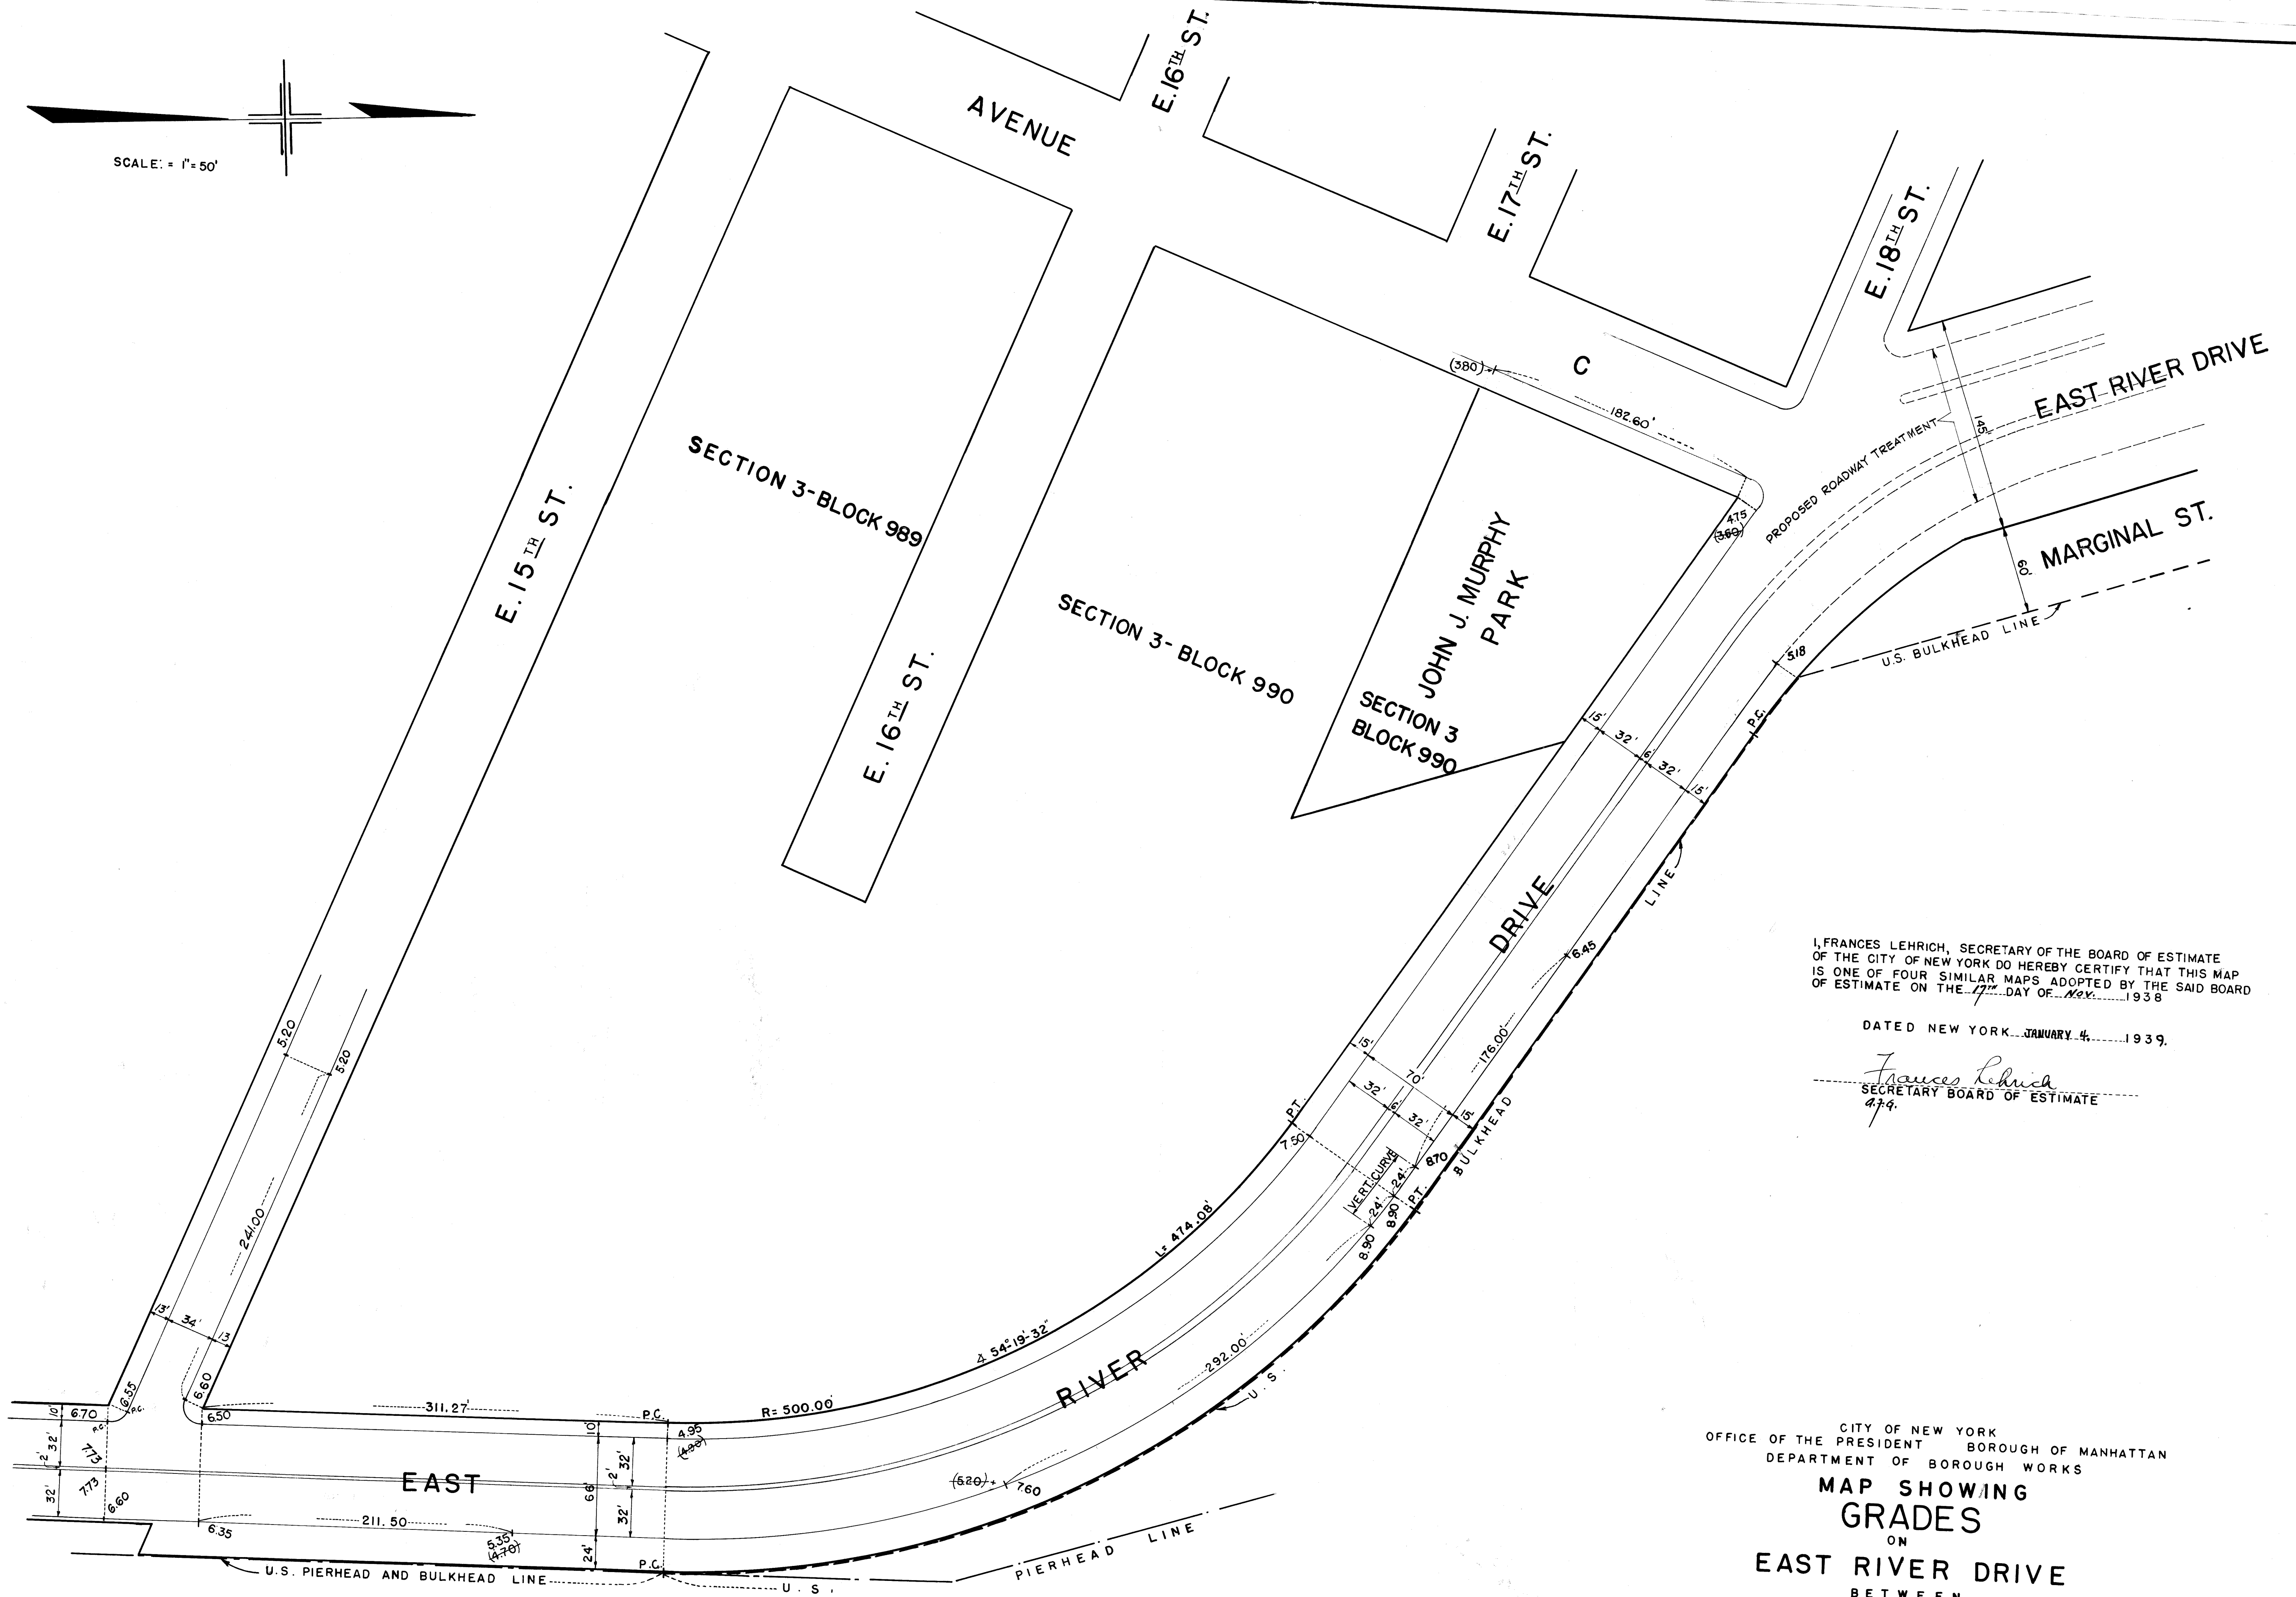 SCALE: = 1" = 50'
AVENUE
C
E. 16TH ST.
E. 17TH ST.
E. 18TH ST.
EAST RIVER DRIVE
145'
PROPOSED ROADWAY TREATMENT
MARGINAL ST.
60'
U.S. BULKHEAD LINE
(3.80)
182.60'
4.75
(3.60)
5.18
P.C.
SECTION 3 - BLOCK 989
E. 15TH ST.
SECTION 3 - BLOCK 990
E. 16TH ST.
JOHN J. MURPHY
PARK
SECTION 3
BLOCK 990
15'
32'
6'
32'
15'
DRIVE
LINE
6.45
176.00'
15'
70'
32'
6'
32'
15'
BULKHEAD
P.T.
7.50
8.70
VERT. CURVE
24'
24'
8.90
P.T.
8.90
L= 474.08'
∡ 54°-19'-32"
R= 500.00'
RIVER
292.00'
U. S.
5.20
5.20
241.00
13'
34'
13
6.55
P.C.
6.60
10'
6.70
P.C.
6.50
311.27'
P.C.
4.95
(4.80)
32'
2'
7.73
7.73
32'
6.60
EAST
10'
66'
32'
2'
32'
24'
211.50
6.35
5.35
(4.70)
(5.20)
7.60
P.C.
U.S. PIERHEAD AND BULKHEAD LINE
U. S.
PIERHEAD LINE
I, FRANCES LEHRICH, SECRETARY OF THE BOARD OF ESTIMATE
OF THE CITY OF NEW YORK DO HEREBY CERTIFY THAT THIS MAP
IS ONE OF FOUR SIMILAR MAPS ADOPTED BY THE SAID BOARD
OF ESTIMATE ON THE 17TH DAY OF Nov. 1938
DATED NEW YORK JANUARY 4, 1939.
Frances Lehrich
SECRETARY BOARD OF ESTIMATE
CITY OF NEW YORK
OFFICE OF THE PRESIDENT BOROUGH OF MANHATTAN
DEPARTMENT OF BOROUGH WORKS
MAP SHOWING
GRADES
ON
EAST RIVER DRIVE
BETWEEN